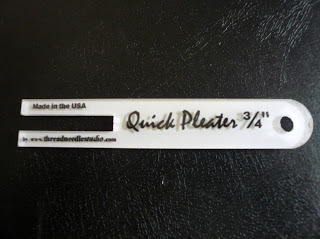 Made in the USA
Quick Pleater 3/4"
by www.threadneedlestudio.com